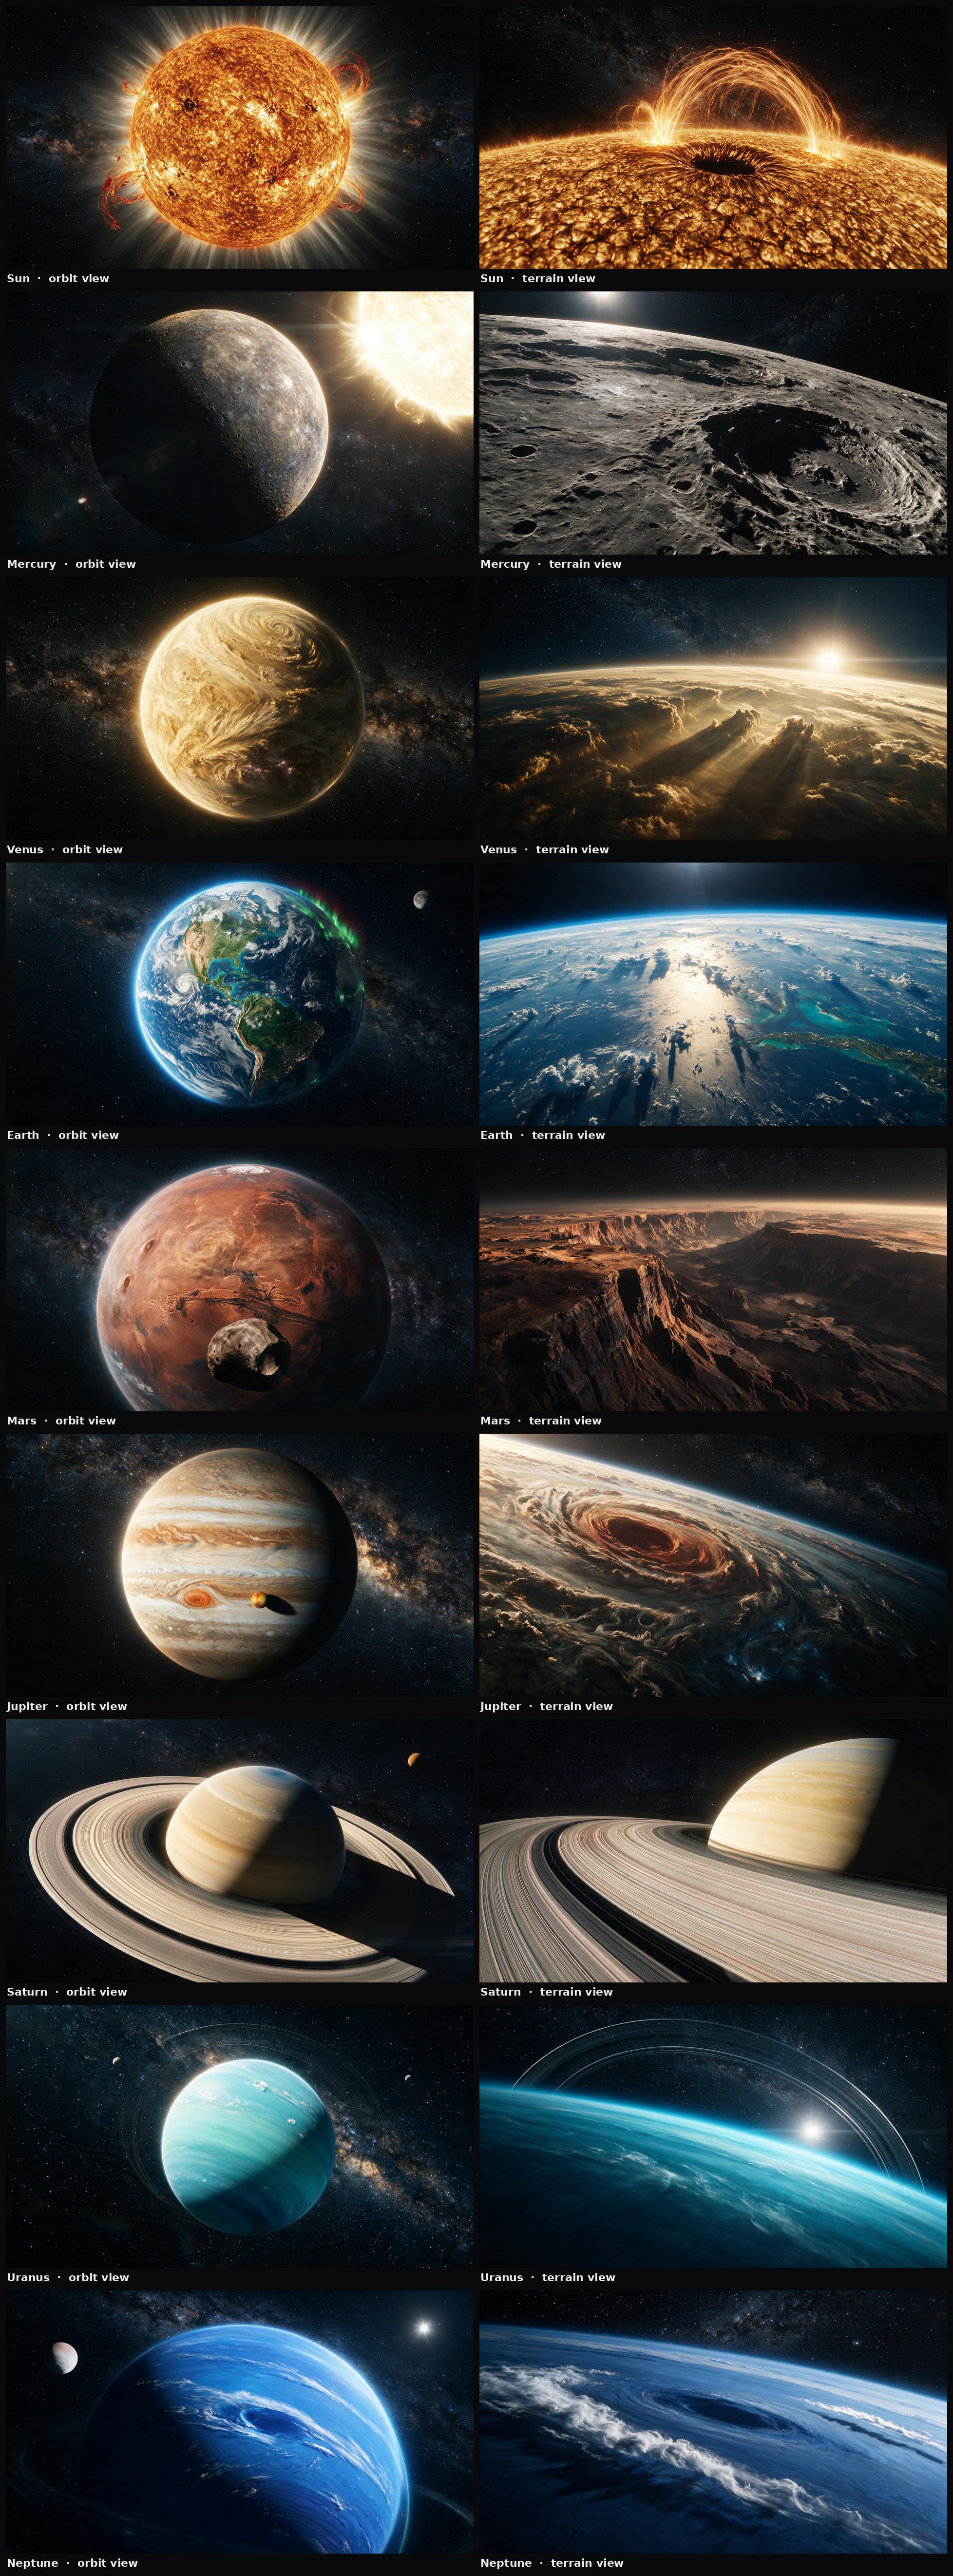 Sun · orbit view
Sun · terrain view
Mercury · orbit view
Mercury · terrain view
Venus · orbit view
Venus · terrain view
Earth · orbit view
Earth · terrain view
Mars · orbit view
Mars · terrain view
Jupiter · orbit view
Jupiter · terrain view
Saturn · orbit view
Saturn · terrain view
Uranus · orbit view
Uranus · terrain view
Neptune · orbit view
Neptune · terrain view